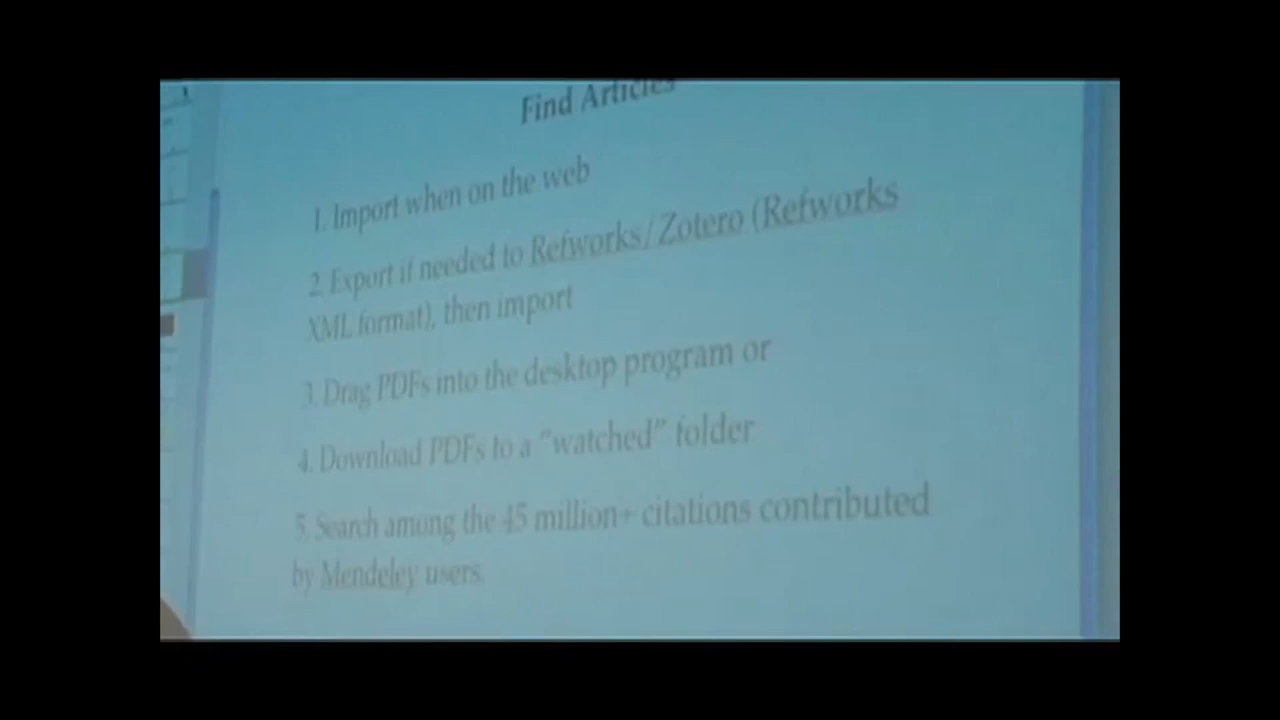 Find Articles
1. Import when on the web
2. Export if needed to Refworks/Zotero (Refworks
XML format), then import
3. Drag PDFs into the desktop program or
4. Download PDFs to a "watched" folder
5. Search among the 45 million+ citations contributed
by Mendeley users.